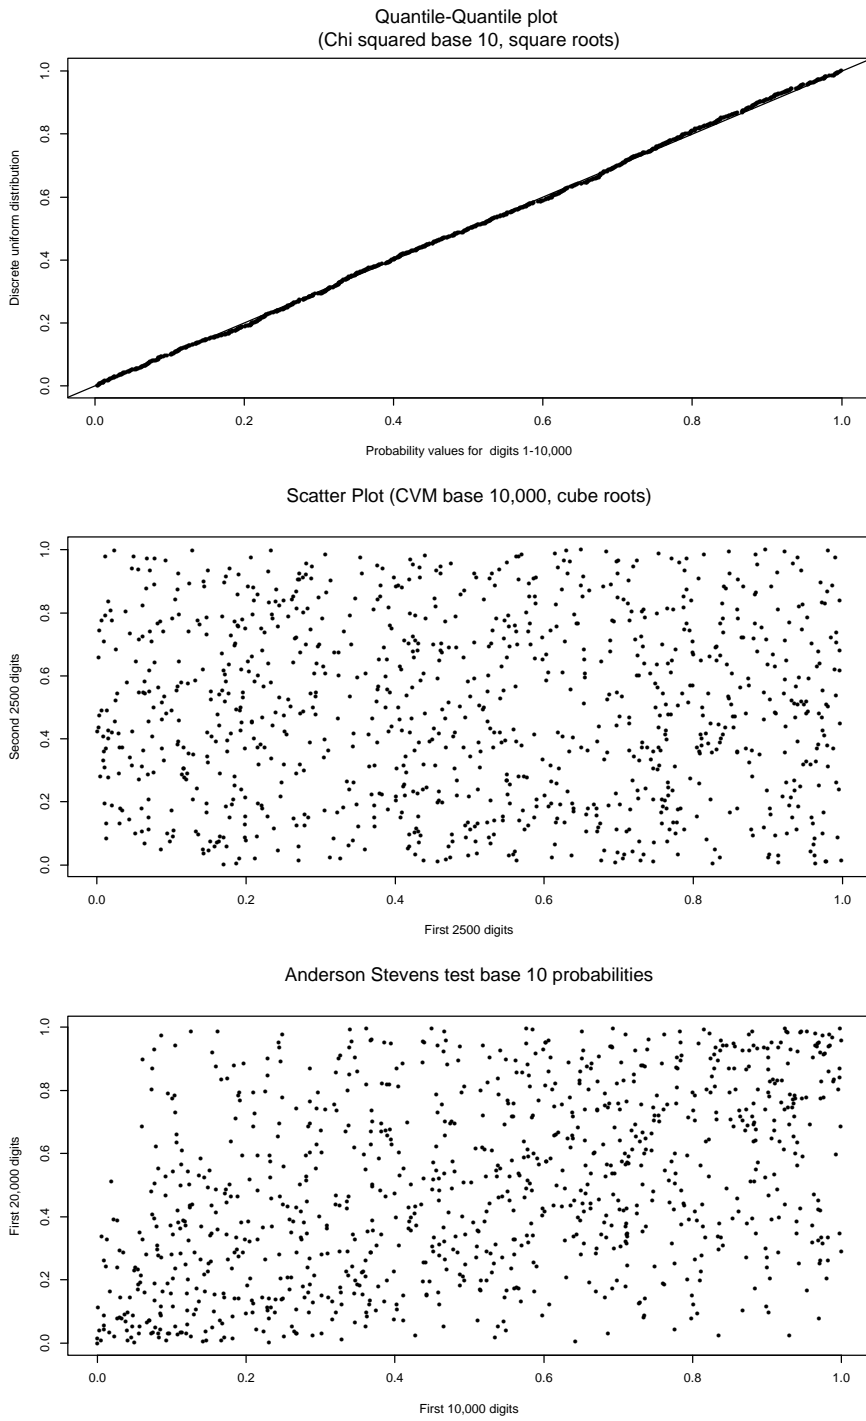 Quantile-Quantile plot
(Chi squared base 10, square roots)
1.0
0.8
0.6
0.4
0.2
0.0
Discrete uniform distribution
0.0 0.2 0.4 0.6 0.8 1.0
Probability values for digits 1-10,000
Scatter Plot (CVM base 10,000, cube roots)
1.0
0.8
0.6
0.4
0.2
0.0
Second 2500 digits
0.0 0.2 0.4 0.6 0.8 1.0
First 2500 digits
Anderson Stevens test base 10 probabilities
1.0
0.8
0.6
0.4
0.2
0.0
First 20,000 digits
0.0 0.2 0.4 0.6 0.8 1.0
First 10,000 digits